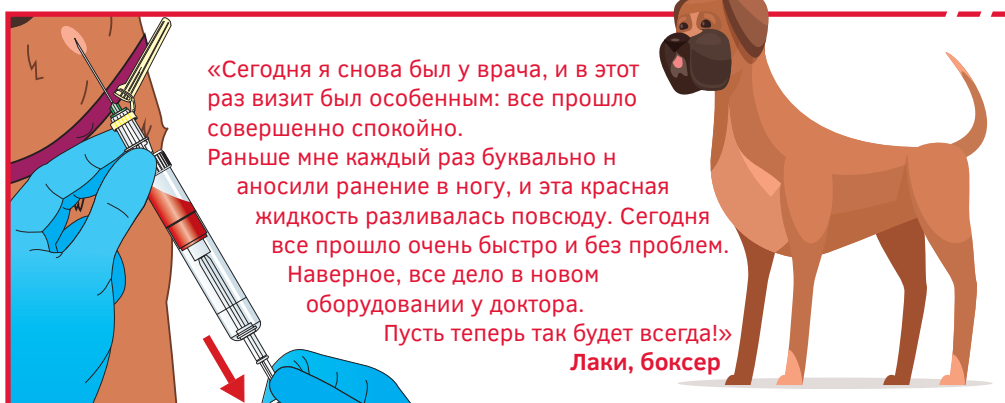 «Сегодня я снова был у врача, и в этот
раз визит был особенным: все прошло
совершенно спокойно.
Раньше мне каждый раз буквально н
аносили ранение в ногу, и эта красная
жидкость разливалась повсюду. Сегодня
все прошло очень быстро и без проблем.
Наверное, все дело в новом
оборудовании у доктора.
Пусть теперь так будет всегда!»
Лаки, боксер